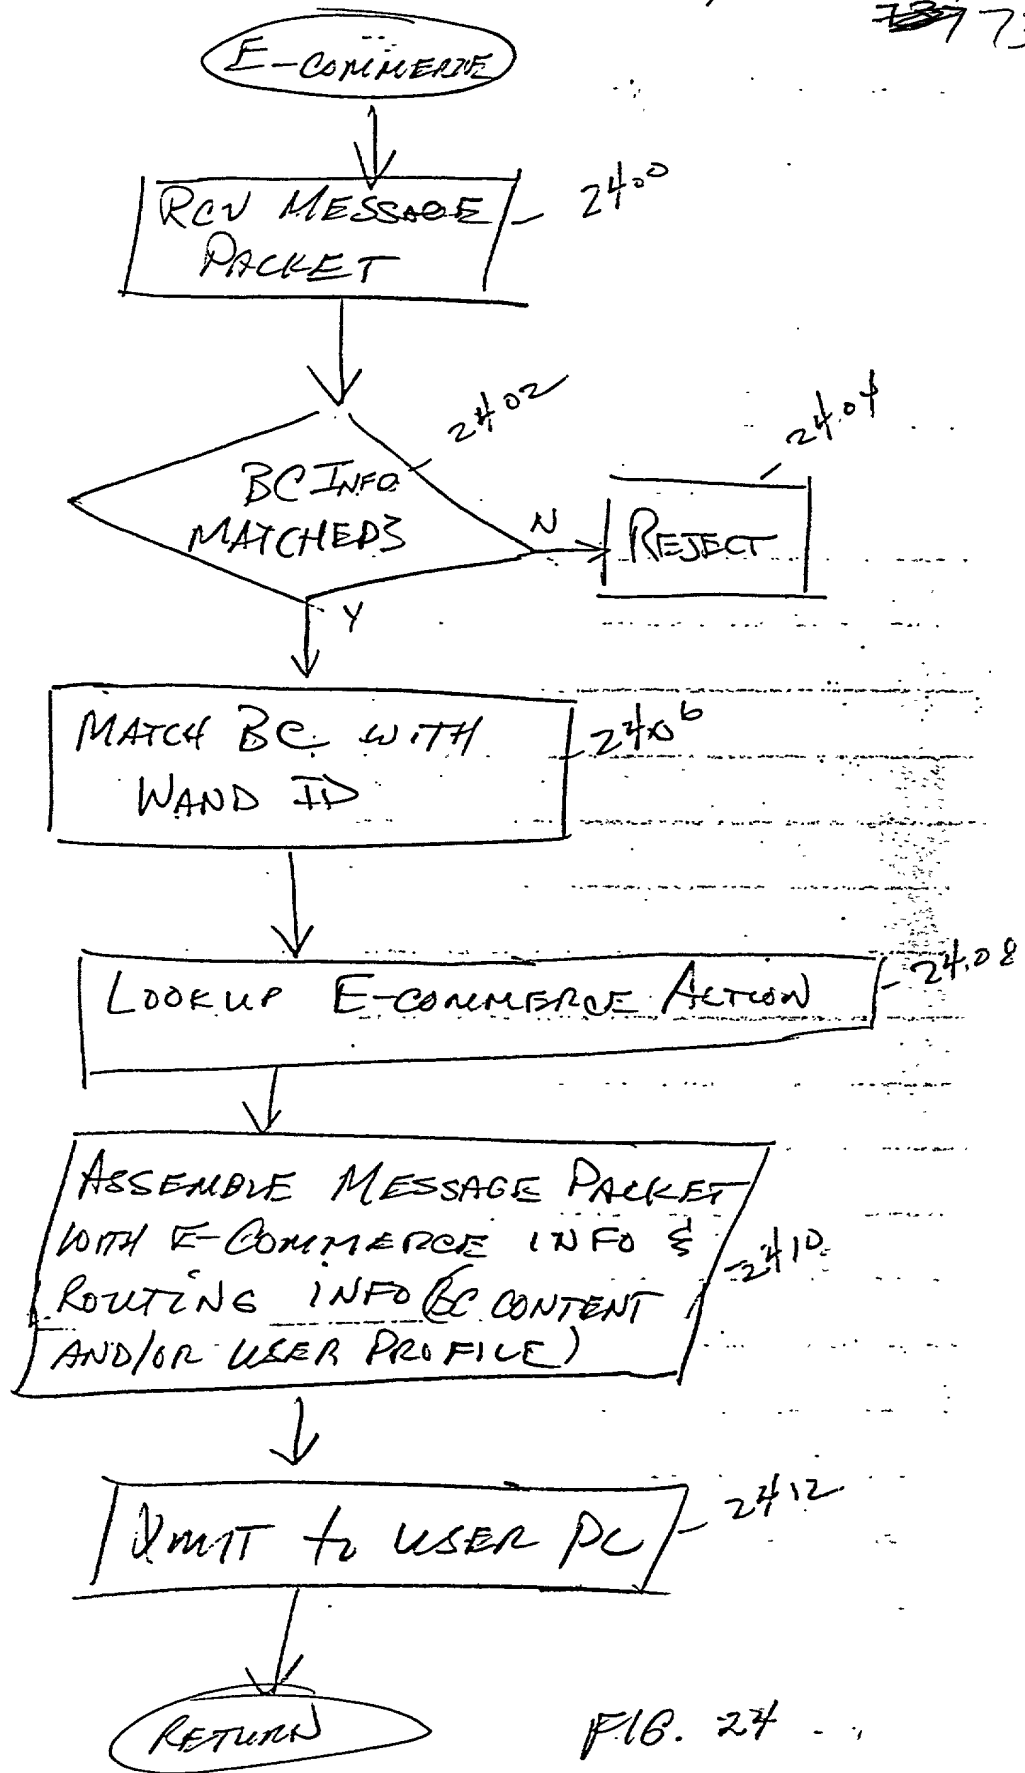 E-COMMERCE
RCV MESSAGE
PACKET
2400
2402
2404
BC INFO
MATCHED?
N
REJECT
Y
MATCH BC WITH
WAND ID
2406
LOOKUP E-COMMERCE ACTION
2408
ASSEMBLE MESSAGE PACKET
WITH E-COMMERCE INFO &
ROUTING INFO (BC CONTENT
AND/OR USER PROFILE)
2410
XMIT to USER PC
2412
RETURN
FIG. 24